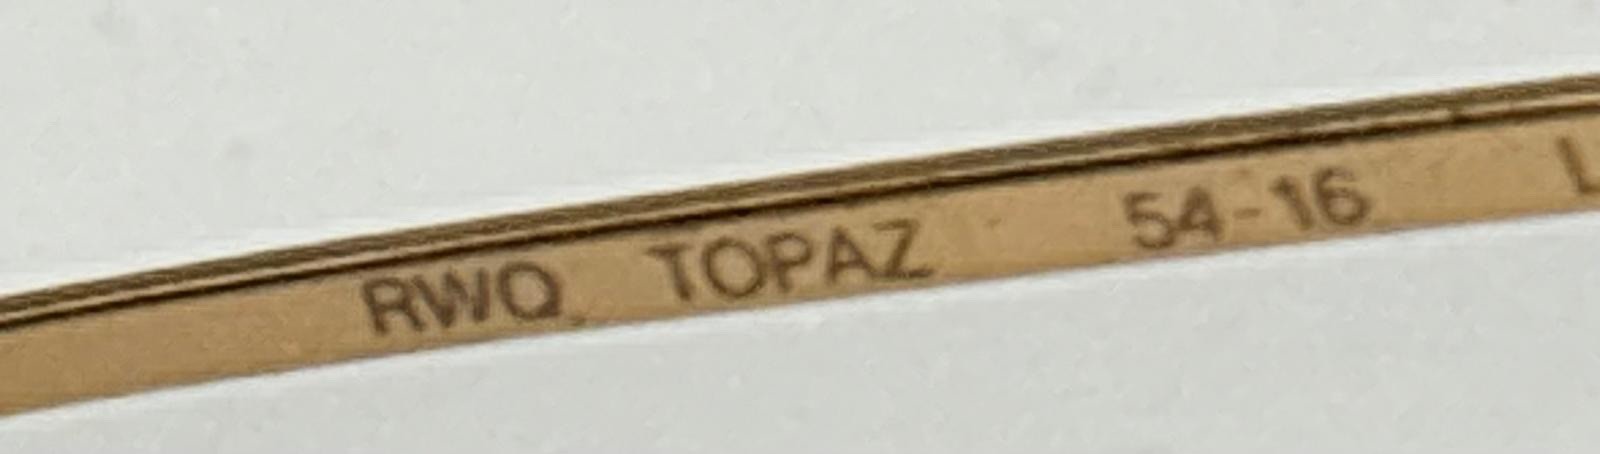 RWQ TOPAZ 54-16 L